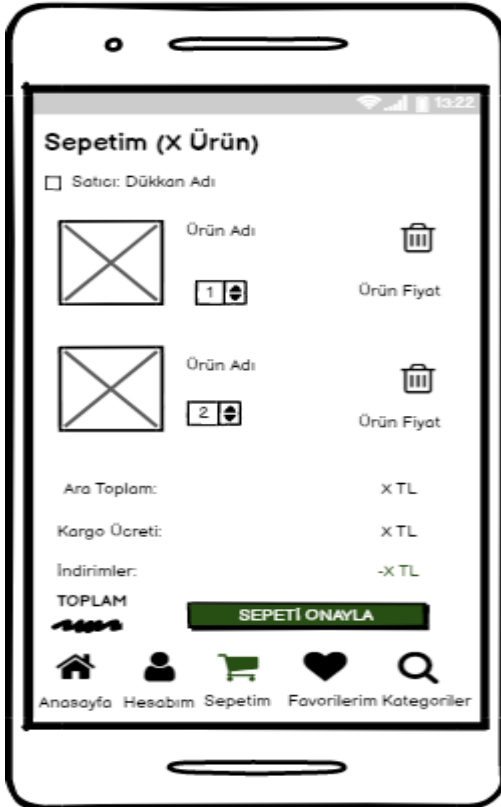 13:22
Sepetim (X Ürün)
Satıcı: Dükkan Adı
Ürün Adı
1
Ürün Fiyat
Ürün Adı
2
Ürün Fiyat
Ara Toplam: X TL
Kargo Ücreti: X TL
İndirimler: -X TL
TOPLAM
SEPETİ ONAYLA
Anasayfa Hesabım Sepetim Favorilerim Kategoriler